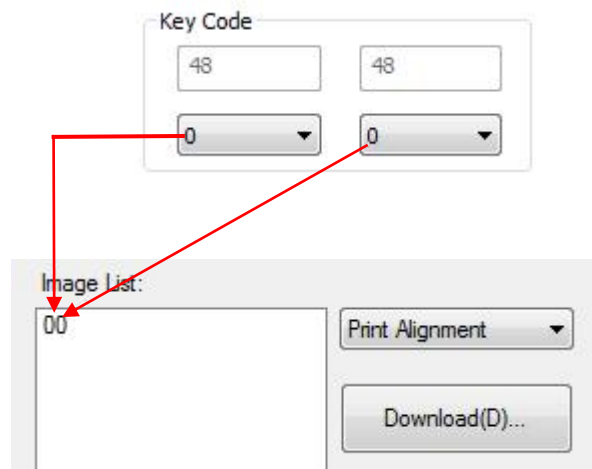 Key Code
48 48
0 0
Image List:
00
Print Alignment
Download(D)...